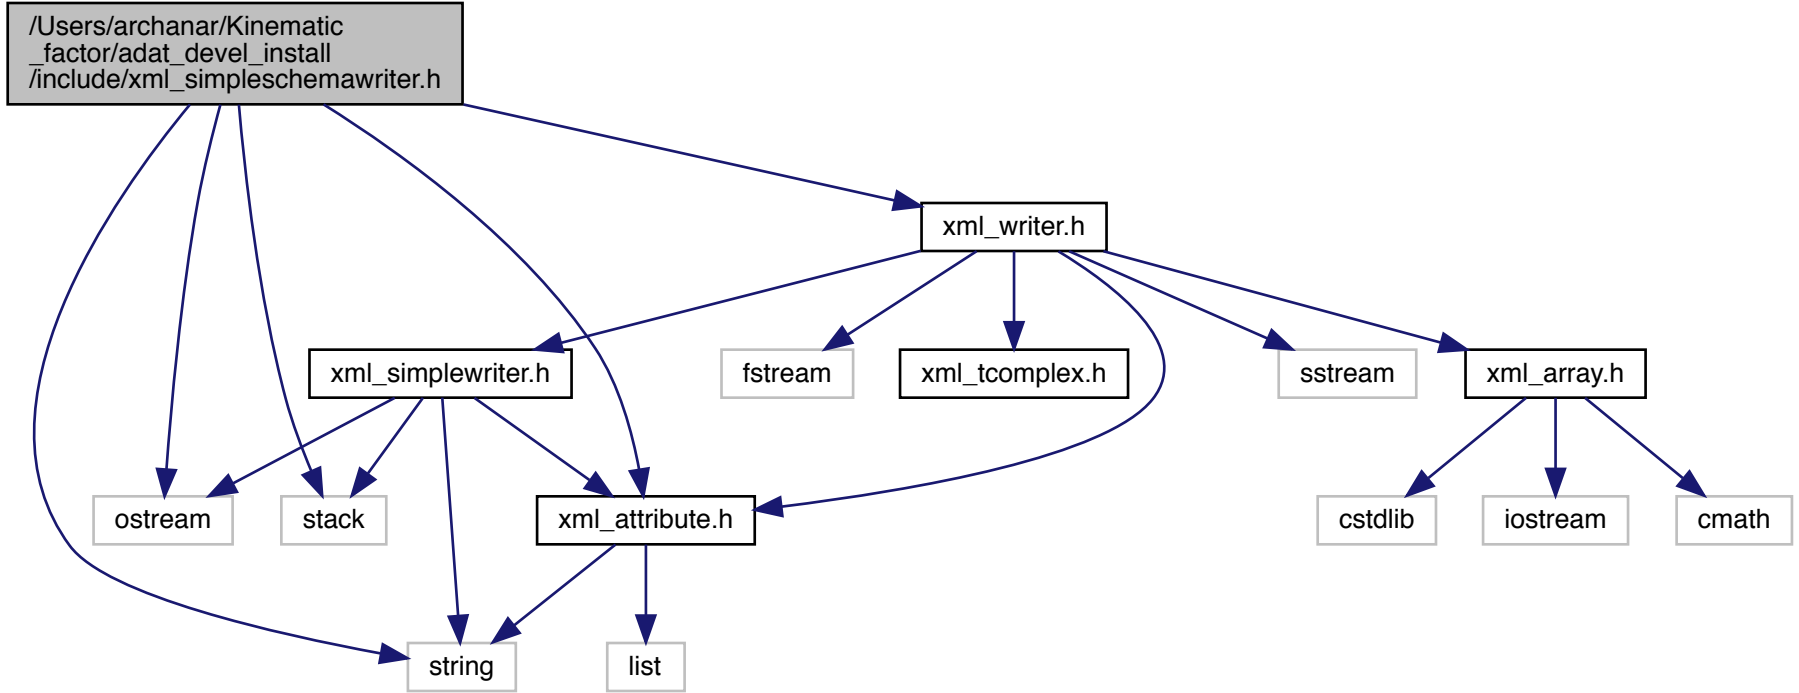 /Users/archanar/Kinematic
_factor/adat_devel_install
/include/xml_simpleschemawriter.h
xml_writer.h
xml_simplewriter.h
fstream
xml_tcomplex.h
sstream
xml_array.h
ostream
stack
xml_attribute.h
cstdlib
iostream
cmath
string
list